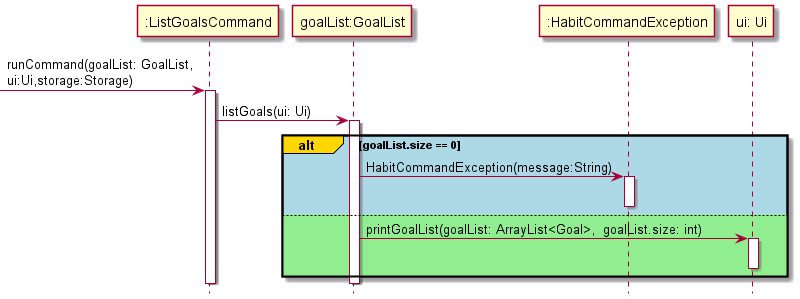 :ListGoalsCommand
goalList:GoalList
:HabitCommandException
ui: Ui
runCommand(goalList: GoalList,
ui:Ui,storage:Storage)
listGoals(ui: Ui)
alt
[goalList.size == 0]
HabitCommandException(message:String)
printGoalList(goalList: ArrayList<Goal>, goalList.size: int)